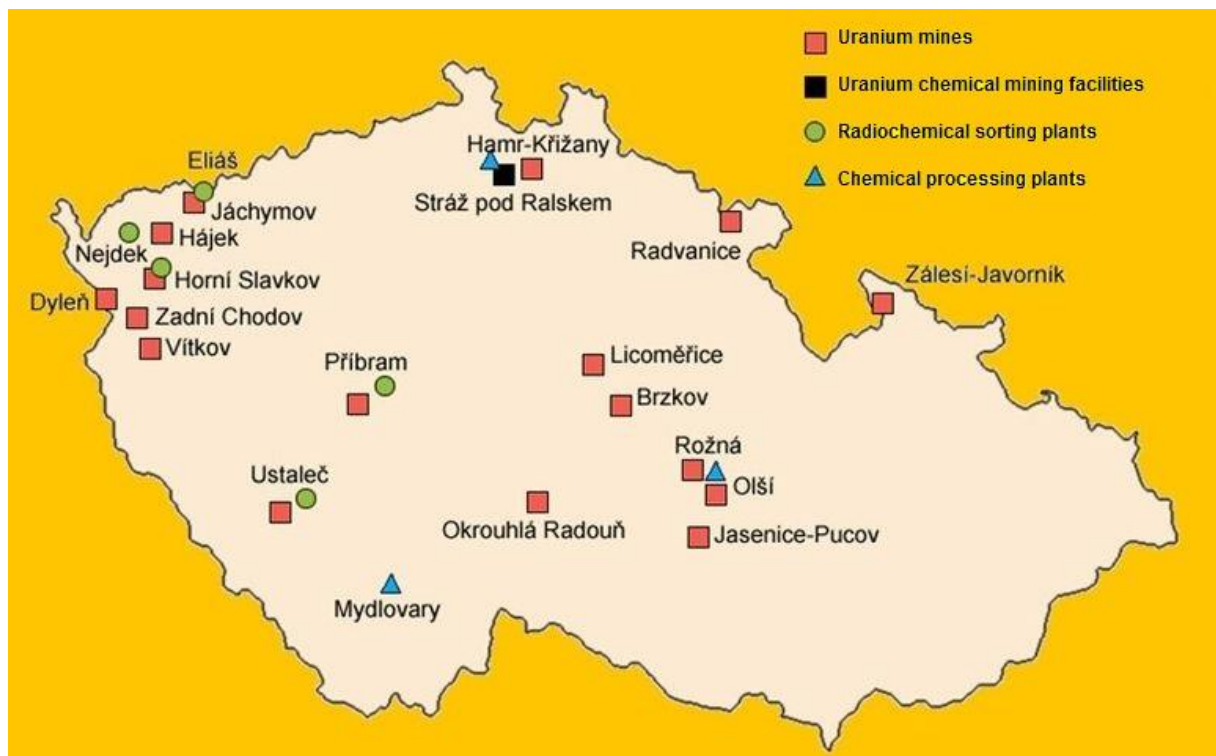 Uranium mines
Uranium chemical mining facilities
Radiochemical sorting plants
Chemical processing plants
Hamr-Křižany
Eliáš
Stráž pod Ralskem
Jáchymov
Hájek
Nejdek
Radvanice
Horní Slavkov
Zálesí-Javorník
Dyleň
Zadní Chodov
Vítkov
Příbram
Licoměřice
Brzkov
Rožná
Ustaleč
Olší
Okrouhlá Radouň
Jasenice-Pucov
Mydlovary